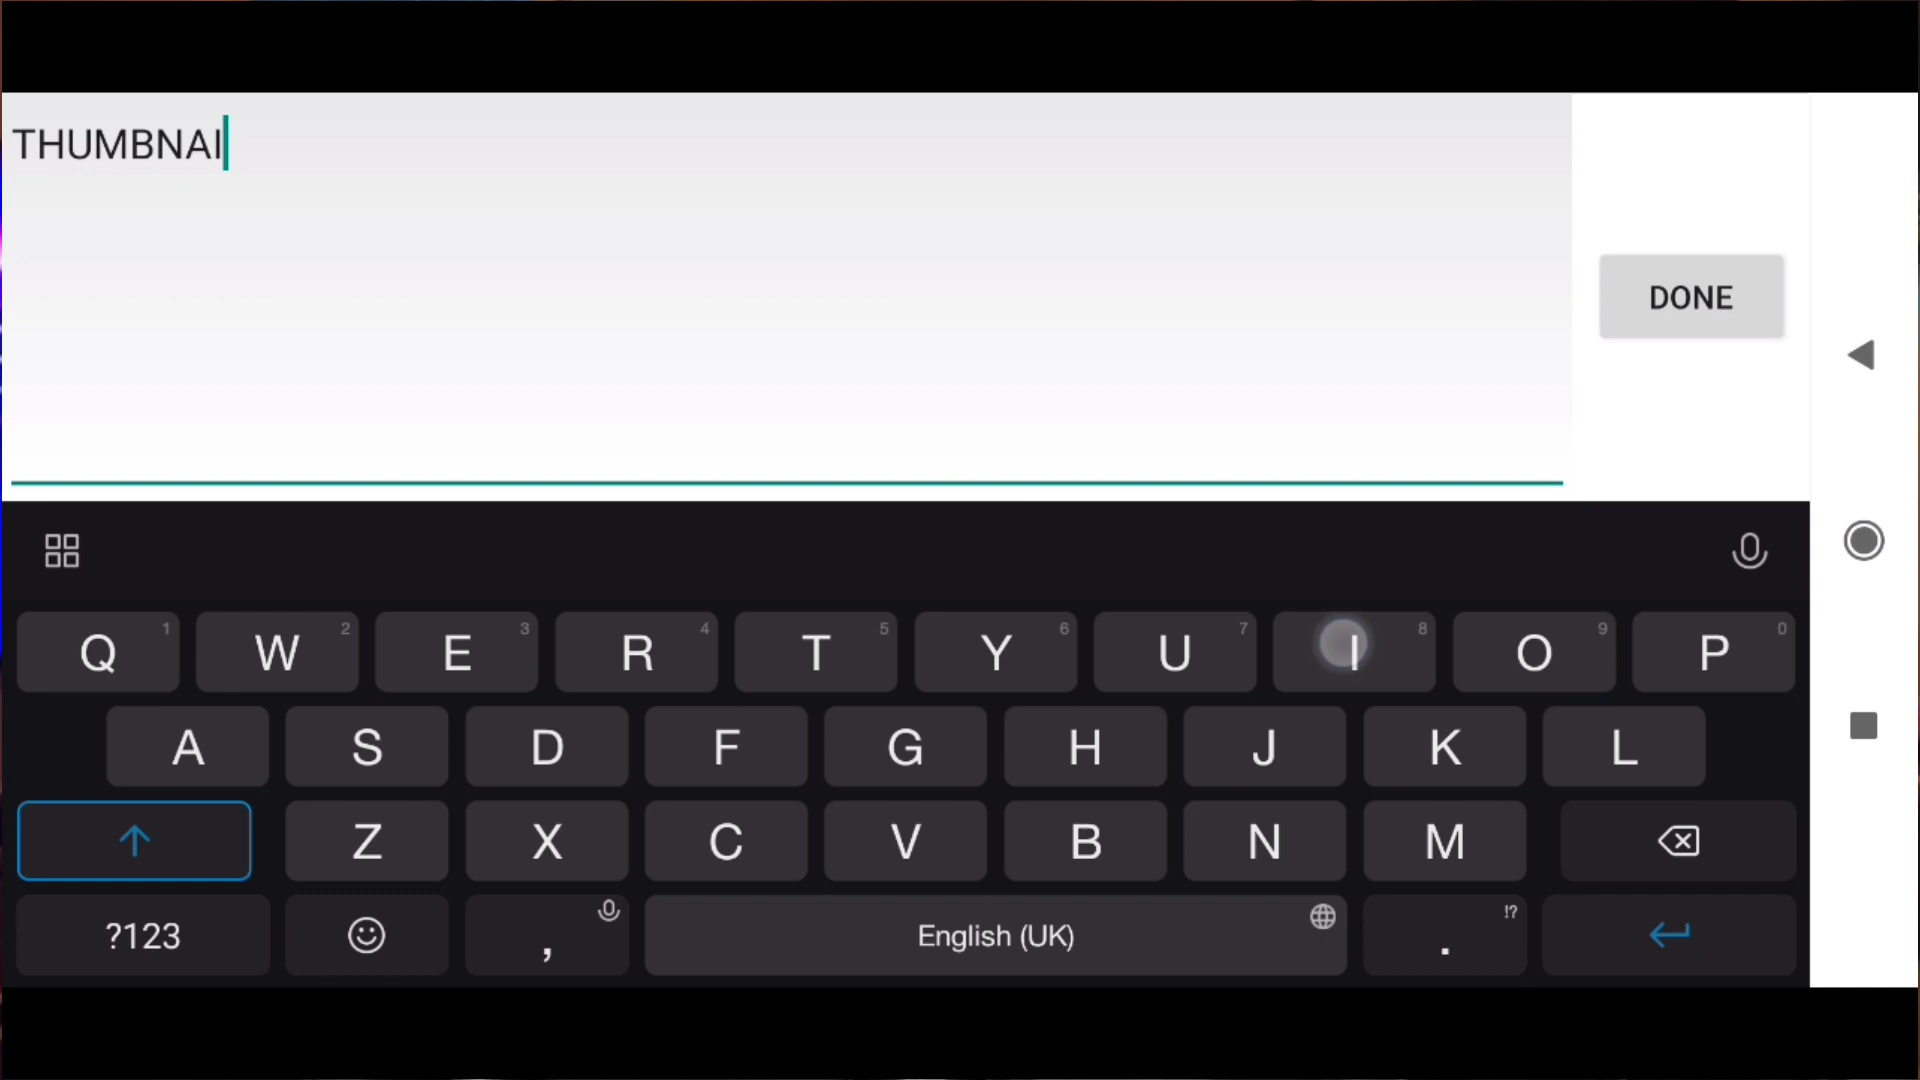 THUMBNAI
DONE
Q 1 W 2 E 3 R 4 T 5 Y 6 U 7 I 8 O 9 P 0
A S D F G H J K L
Z X C V B N M
?123 , English (UK) . !?